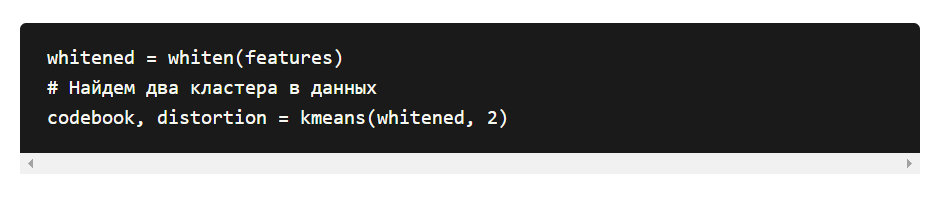 whitened = whiten(features)
# Найдем два кластера в данных
codebook, distortion = kmeans(whitened, 2)